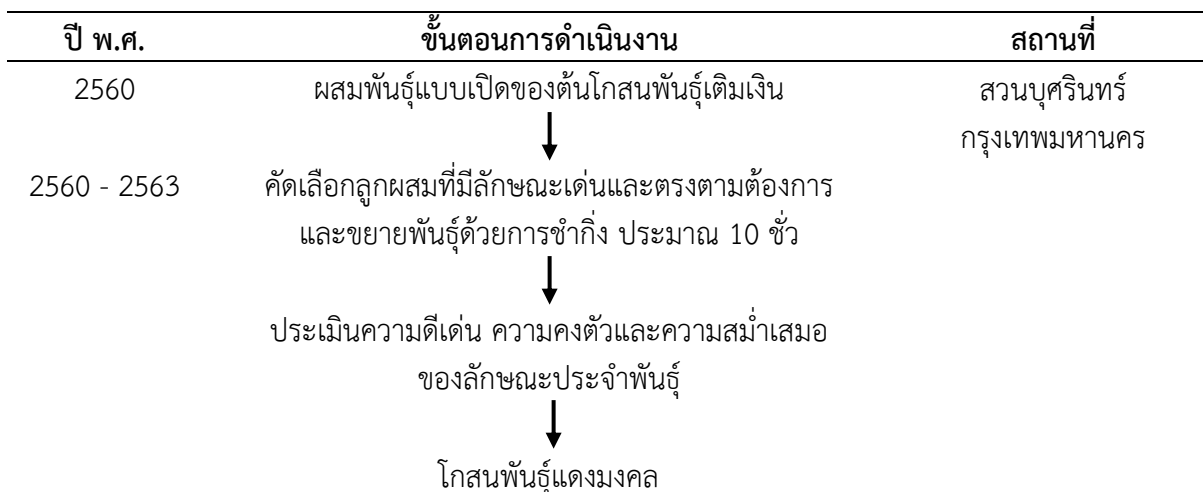 ปี พ.ศ. ขั้นตอนการดำเนินงาน สถานที่
2560 ผสมพันธุ์แบบเปิดของต้นโกสนพันธุ์เติมเงิน สวนบุศรินทร์
กรุงเทพมหานคร
2560 - 2563 คัดเลือกลูกผสมที่มีลักษณะเด่นและตรงตามต้องการ
และขยายพันธุ์ด้วยการชำกิ่ง ประมาณ 10 ชั่ว
ประเมินความดีเด่น ความคงตัวและความสม่ำเสมอ
ของลักษณะประจำพันธุ์
โกสนพันธุ์แดงมงคล